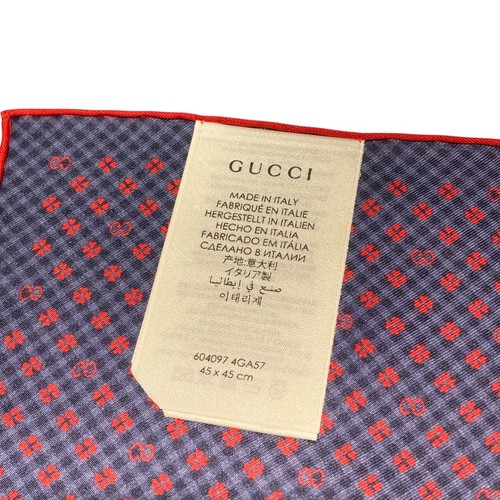 GUCCI
MADE IN ITALY
FABRIQUÉ EN ITALIE
HERGESTELLT IN ITALIEN
HECHO EN ITALIA
FABRICADO EM ITÁLIA
СДЕЛАНО В ИТАЛИИ
产地:意大利
イタリア製
صنع في إيطاليا
이태리제
604097 4GA57
45 x 45 cm